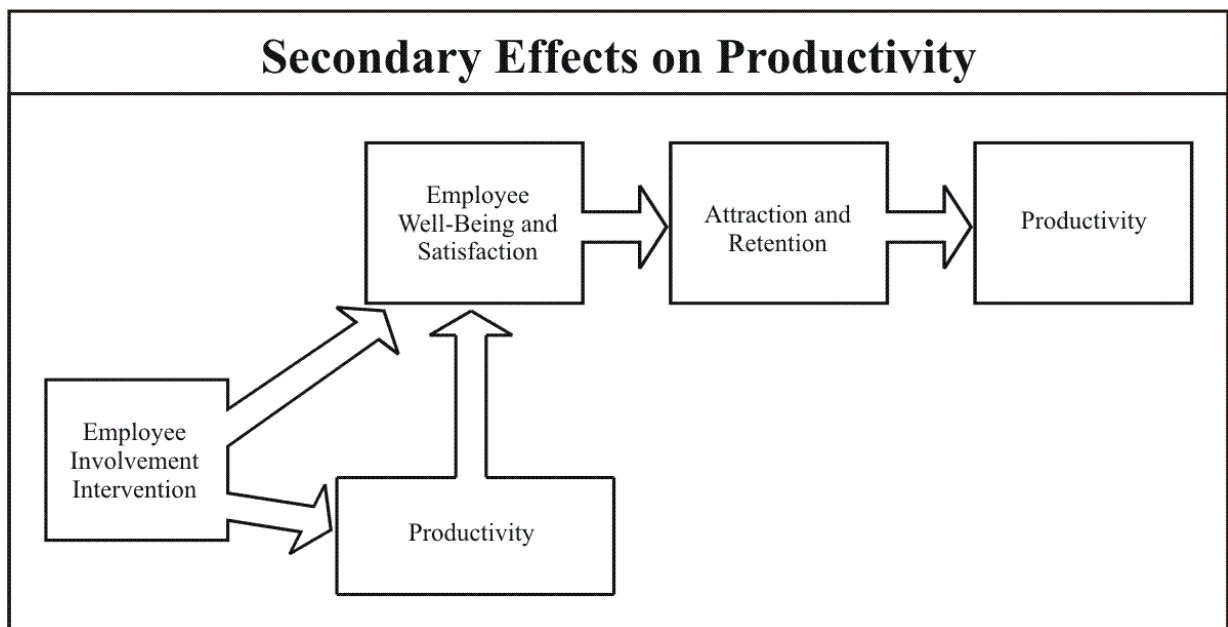 Secondary Effects on Productivity
Employee
Well-Being and
Satisfaction
Attraction and
Retention
Productivity
Employee
Involvement
Intervention
Productivity